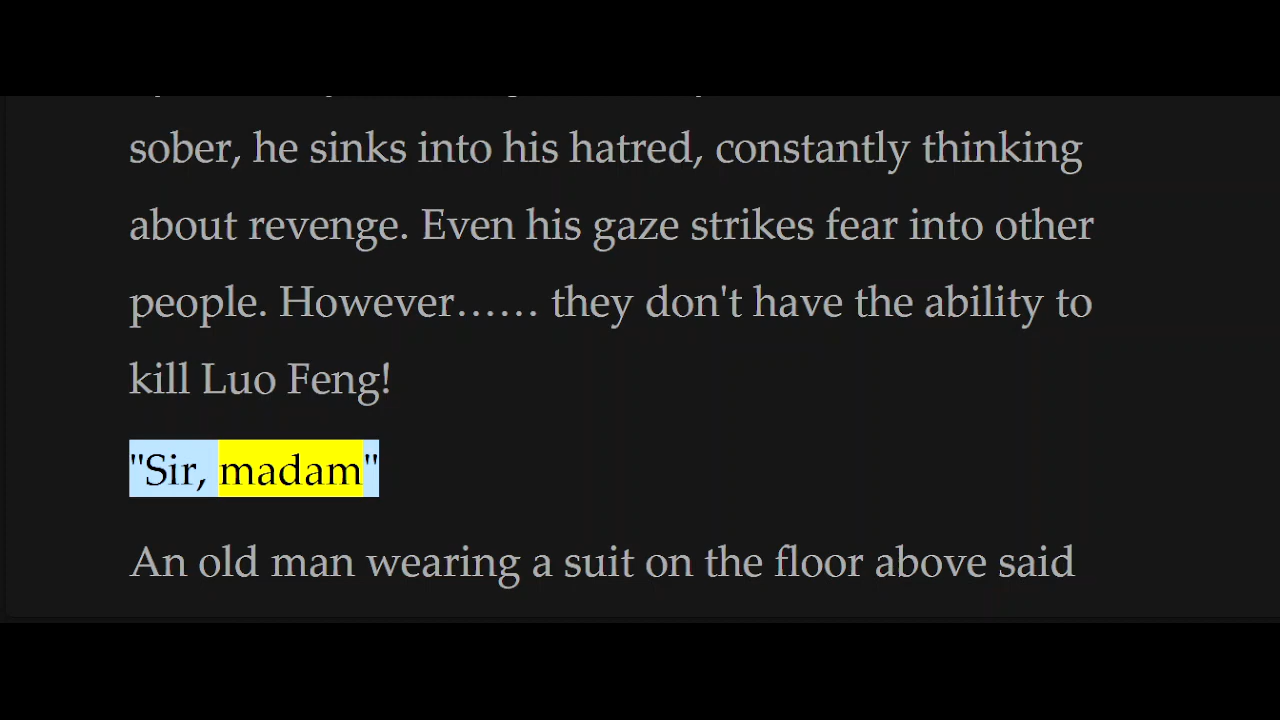 sober, he sinks into his hatred, constantly thinking
about revenge. Even his gaze strikes fear into other
people. However…… they don't have the ability to
kill Luo Feng!
"Sir, madam"
An old man wearing a suit on the floor above said